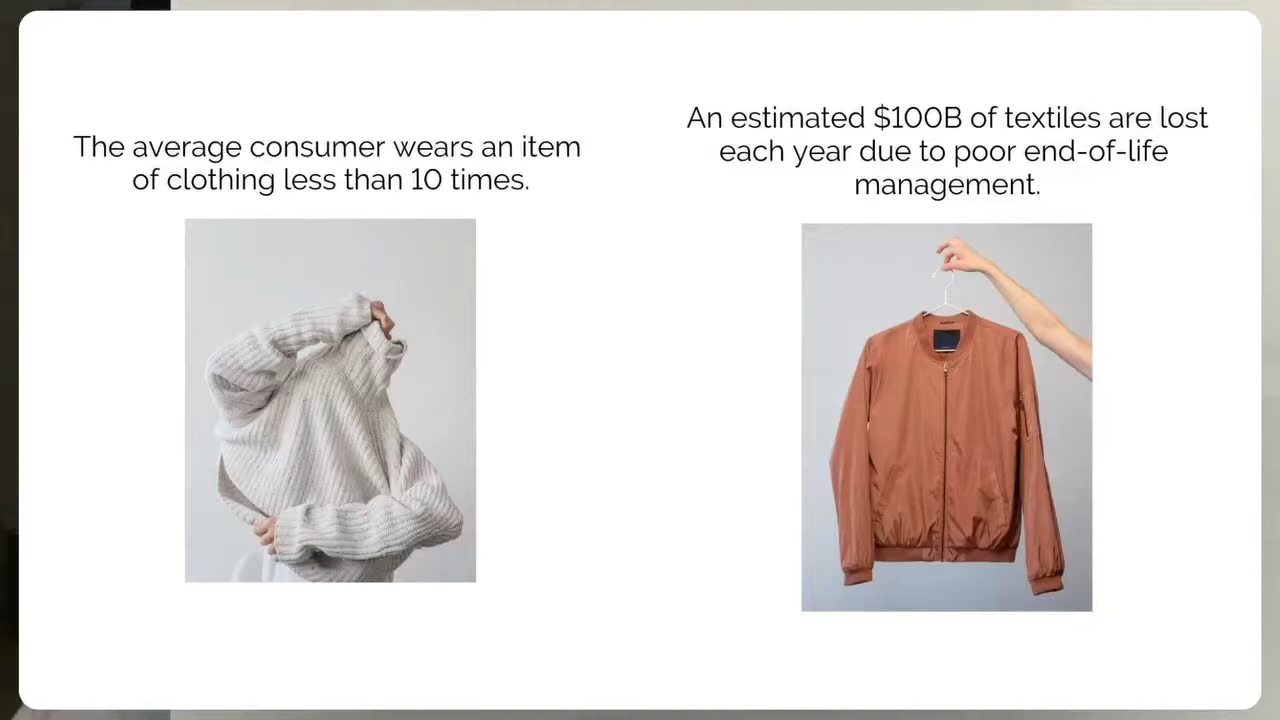 The average consumer wears an item
of clothing less than 10 times.
An estimated $100B of textiles are lost
each year due to poor end-of-life
management.